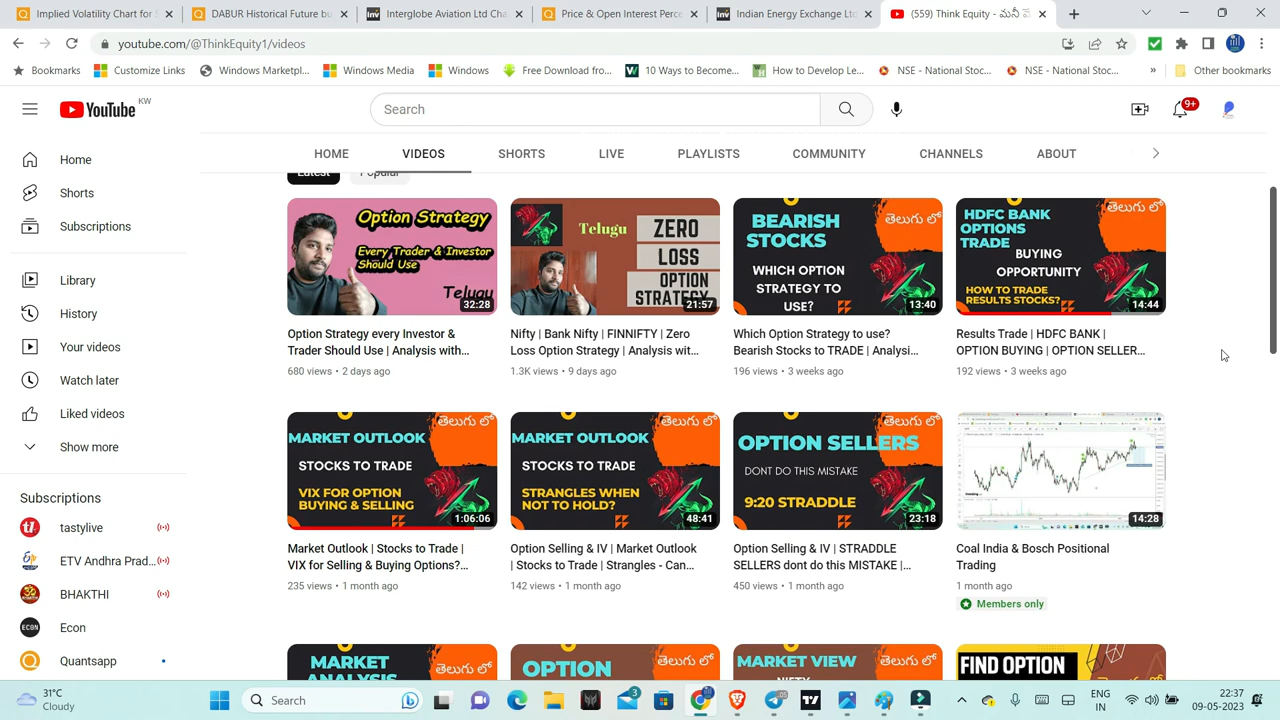 Implied Volatility Chart for S
DABUR Historical Future bu
Interglobe Aviation Ltd Cha
Price & Open Interest Perce
Indian Energy Exchange Ltd
(559) Think Equity - మనీ పే
youtube.com/@ThinkEquity1/videos
Bookmarks
Customize Links
Windows Marketpl...
Windows Media
Windows
Free Download fro...
10 Ways to Become...
How to Develop Le...
NSE - National Stoc...
NSE - National Stoc...
»
Other bookmarks
YouTube KW
Search
9+
HOME
VIDEOS
SHORTS
LIVE
PLAYLISTS
COMMUNITY
CHANNELS
ABOUT
Latest
Popular
Home
Shorts
Subscriptions
Library
History
Your videos
Watch later
Liked videos
Show more
Subscriptions
tastylive
ETV Andhra Prad...
BHAKTHI
Econ
Quantsapp
Option Strategy
Every Trader & Investor
Should Use
Telugu
32:28
Option Strategy every Investor &
Trader Should Use | Analysis with...
680 views • 2 days ago
Telugu
ZERO
LOSS
OPTION
STRATEGY
21:57
Nifty | Bank Nifty | FINNIFTY | Zero
Loss Option Strategy | Analysis wit...
1.3K views • 9 days ago
తెలుగు లో
BEARISH
STOCKS
WHICH OPTION
STRATEGY TO
USE?
13:40
Which Option Strategy to use?
Bearish Stocks to TRADE | Analysi...
196 views • 3 weeks ago
తెలుగు లో
HDFC BANK
OPTIONS
TRADE
BUYING
OPPORTUNITY
HOW TO TRADE
RESULTS STOCKS?
14:44
Results Trade | HDFC BANK |
OPTION BUYING | OPTION SELLER...
192 views • 3 weeks ago
తెలుగు లో
MARKET OUTLOOK
STOCKS TO TRADE
VIX FOR OPTION
BUYING & SELLING
1:06:06
Market Outlook | Stocks to Trade |
VIX for Selling & Buying Options?...
235 views • 1 month ago
తెలుగు లో
MARKET OUTLOOK
STOCKS TO TRADE
STRANGLES WHEN
NOT TO HOLD?
48:41
Option Selling & IV | Market Outlook
| Stocks to Trade | Strangles - Can...
142 views • 1 month ago
తెలుగు లో
OPTION SELLERS
DONT DO THIS MISTAKE
9:20 STRADDLE
23:18
Option Selling & IV | STRADDLE
SELLERS dont do this MISTAKE |...
450 views • 1 month ago
14:28
Coal India & Bosch Positional
Trading
1 month ago
Members only
తెలుగు లో
MARKET
ANALYSIS
తెలుగు లో
OPTION
తెలుగు లో
MARKET VIEW
NIFTY
FIND OPTION
31°C
Cloudy
Search
3
ENG
IN
22:37
09-05-2023